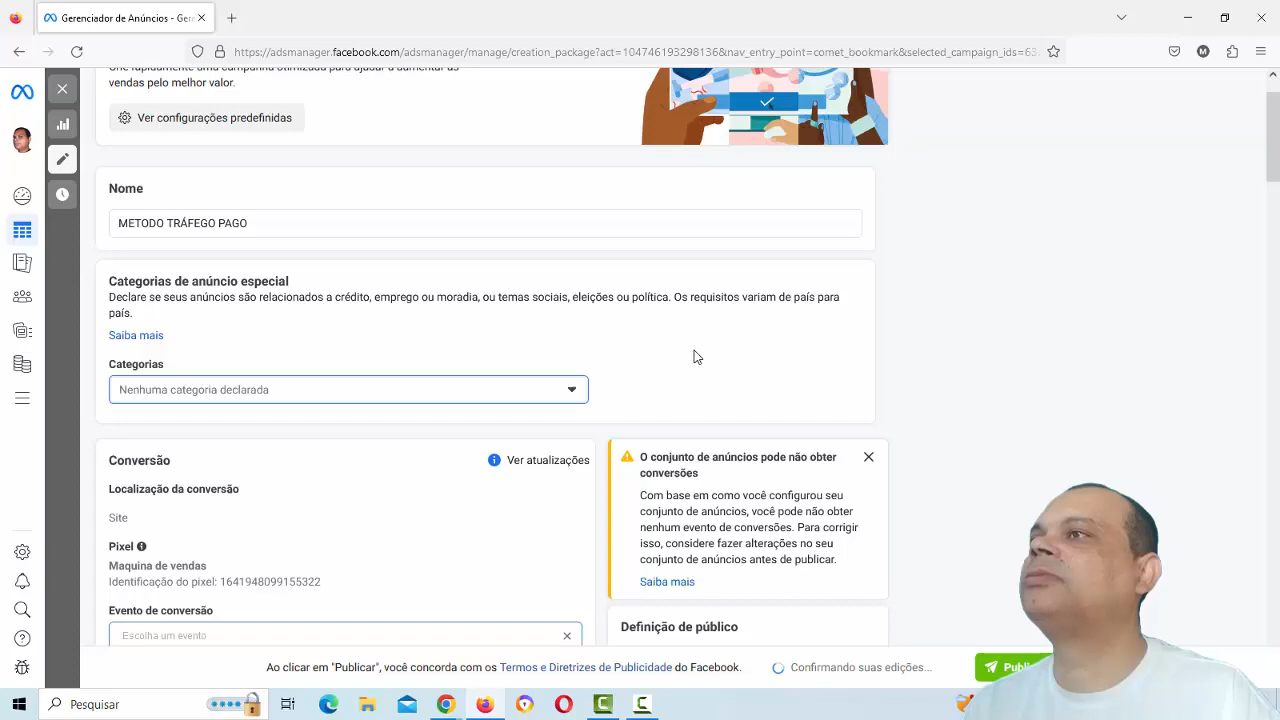 Gerenciador de Anúncios - Ger
https://adsmanager.facebook.com/adsmanager/manage/creation_package?act=104746193298136&nav_entry_point=comet_bookmark&selected_campaign_ids=63
vendas pelo melhor valor.
Ver configurações predefinidas
Nome
METODO TRÁFEGO PAGO
Categorias de anúncio especial
Declare se seus anúncios são relacionados a crédito, emprego ou moradia, ou temas sociais, eleições ou política. Os requisitos variam de país para
país.
Saiba mais
Categorias
Nenhuma categoria declarada
Conversão
Ver atualizações
Localização da conversão
Site
Pixel
Maquina de vendas
Identificação do pixel: 1641948099155322
Evento de conversão
Escolha um evento
O conjunto de anúncios pode não obter
conversões
Com base em como você configurou seu
conjunto de anúncios, você pode não obter
nenhum evento de conversões. Para corrigir
isso, considere fazer alterações no seu
conjunto de anúncios antes de publicar.
Saiba mais
Definição de público
Ao clicar em "Publicar", você concorda com os Termos e Diretrizes de Publicidade do Facebook.
Confirmando suas edições...
Publi
Pesquisar